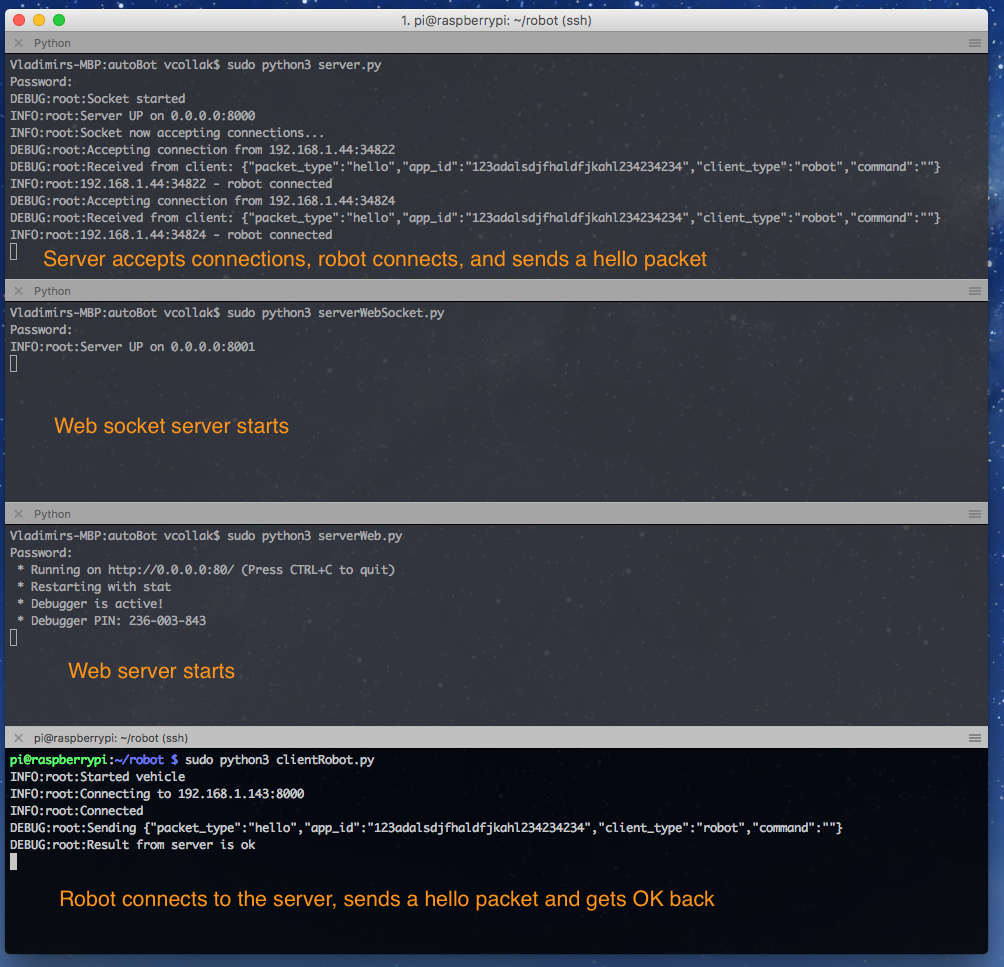 1. pi@raspberrypi: ~/robot (ssh)
Python
Vladimirs-MBP:autoBot vcollak$ sudo python3 server.py
Password:
DEBUG:root:Socket started
INFO:root:Server UP on 0.0.0.0:8000
INFO:root:Socket now accepting connections...
DEBUG:root:Accepting connection from 192.168.1.44:34822
DEBUG:root:Received from client: {"packet_type":"hello","app_id":"123adalsdjfhaldfjkahl234234234","client_type":"robot","command":""}
INFO:root:192.168.1.44:34822 - robot connected
DEBUG:root:Accepting connection from 192.168.1.44:34824
DEBUG:root:Received from client: {"packet_type":"hello","app_id":"123adalsdjfhaldfjkahl234234234","client_type":"robot","command":""}
INFO:root:192.168.1.44:34824 - robot connected
Server accepts connections, robot connects, and sends a hello packet
Python
Vladimirs-MBP:autoBot vcollak$ sudo python3 serverWebSocket.py
Password:
INFO:root:Server UP on 0.0.0.0:8001
Web socket server starts
Python
Vladimirs-MBP:autoBot vcollak$ sudo python3 serverWeb.py
Password:
* Running on http://0.0.0.0:80/ (Press CTRL+C to quit)
* Restarting with stat
* Debugger is active!
* Debugger PIN: 236-003-843
Web server starts
pi@raspberrypi: ~/robot (ssh)
pi@raspberrypi:~/robot $ sudo python3 clientRobot.py
INFO:root:Started vehicle
INFO:root:Connecting to 192.168.1.143:8000
INFO:root:Connected
DEBUG:root:Sending {"packet_type":"hello","app_id":"123adalsdjfhaldfjkahl234234234","client_type":"robot","command":""}
DEBUG:root:Result from server is ok
Robot connects to the server, sends a hello packet and gets OK back